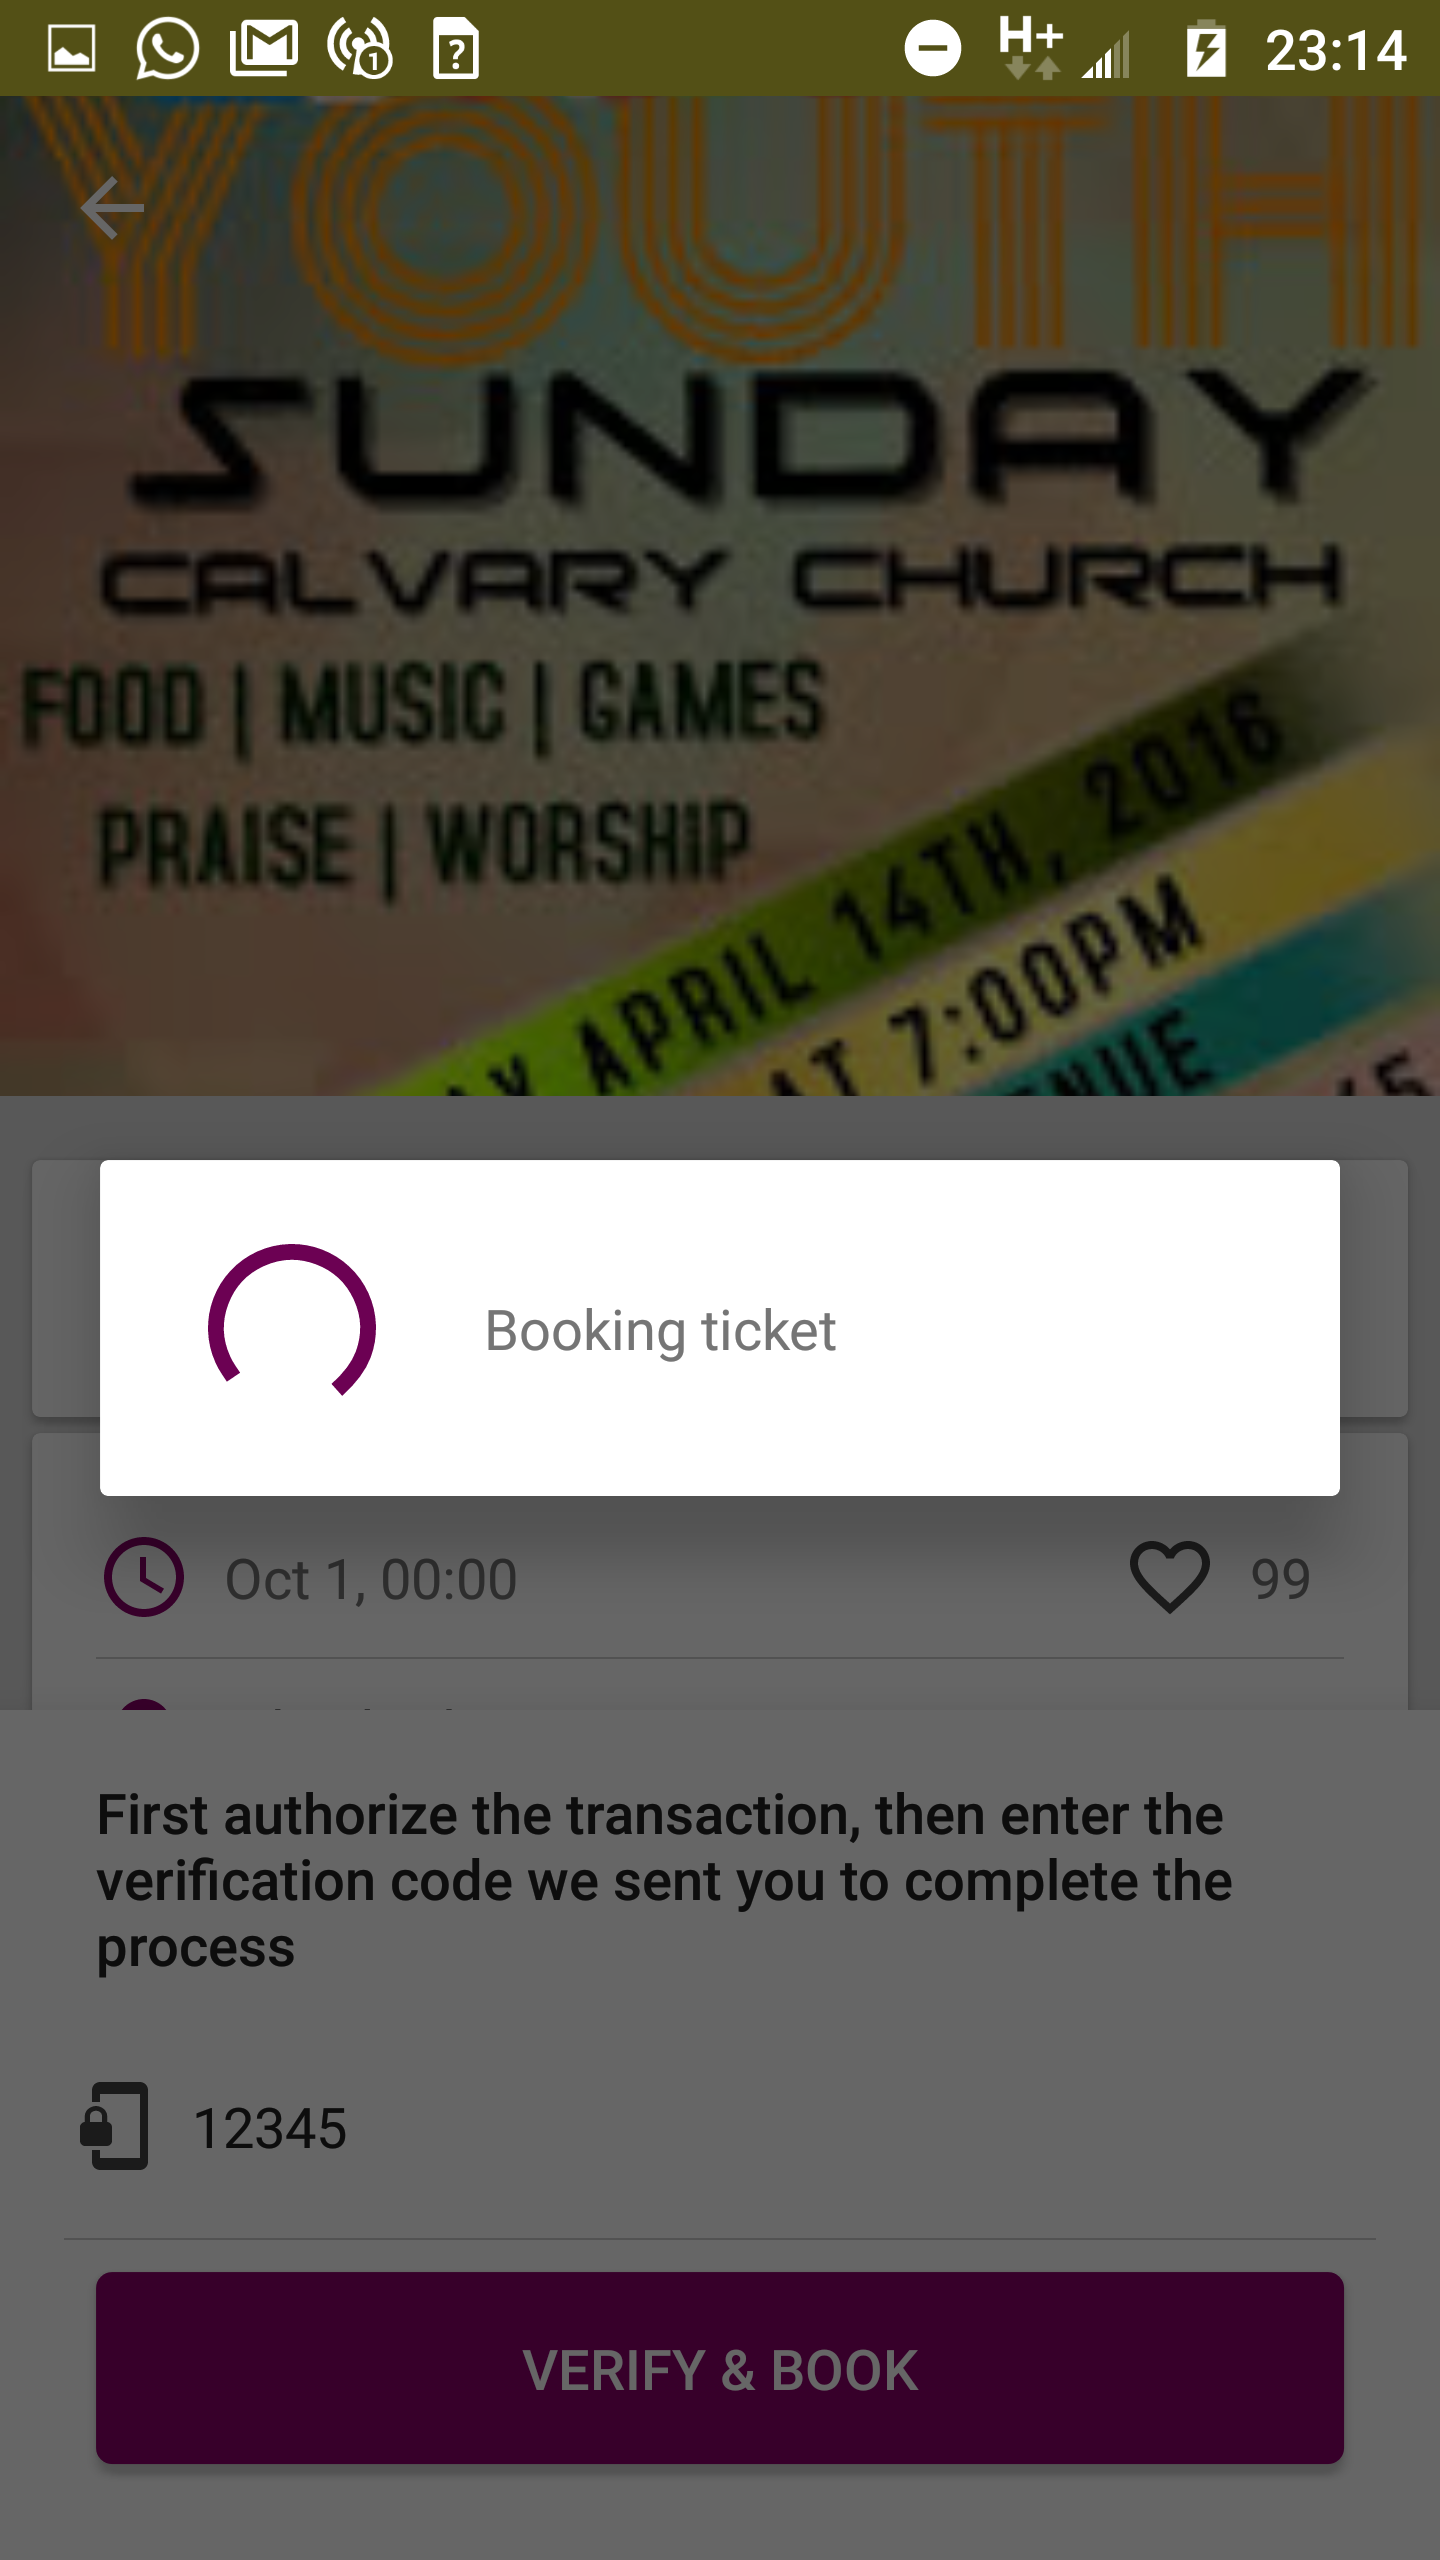 H+ 23:14
YOUTH
SUNDAY
CALVARY CHURCH
FOOD | MUSIC | GAMES
PRAISE | WORSHIP
APRIL 14TH, 2016
AT 7:00PM
Booking ticket
Oct 1, 00:00
99
First authorize the transaction, then enter the
verification code we sent you to complete the
process
12345
VERIFY & BOOK